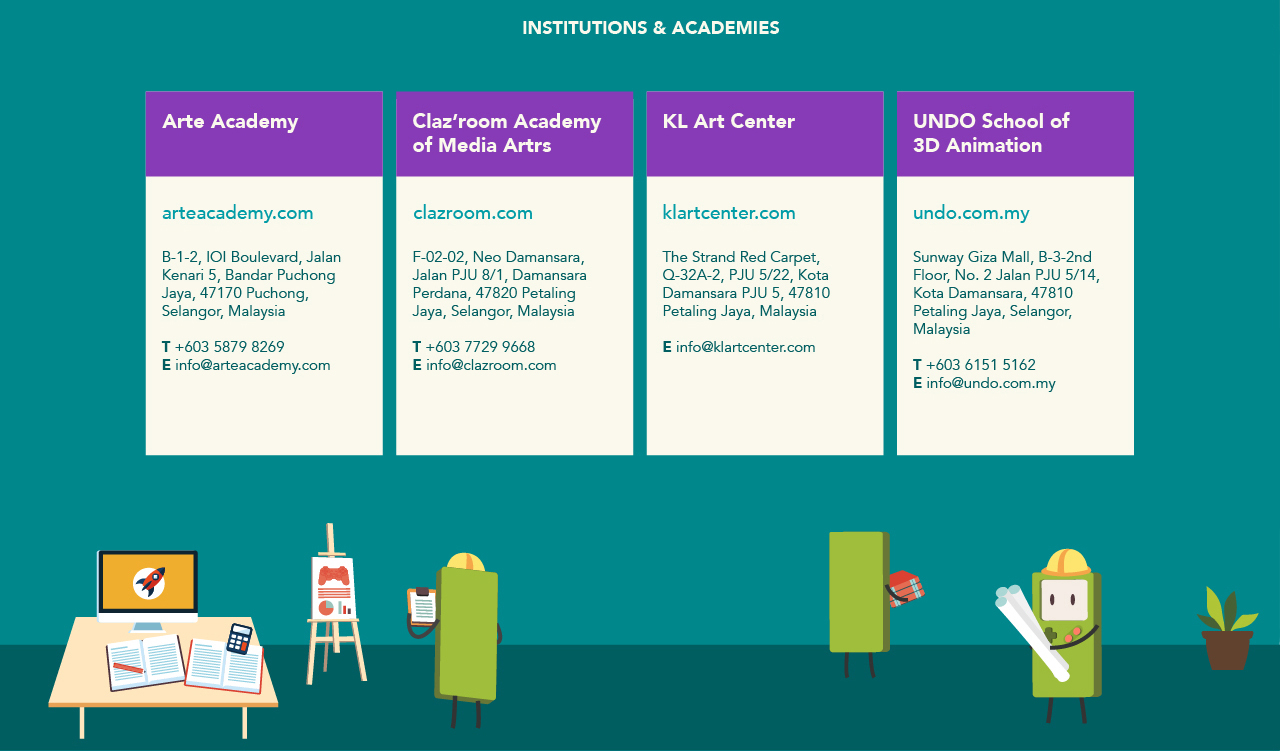 INSTITUTIONS & ACADEMIES
Arte Academy
arteacademy.com
B-1-2, IOI Boulevard, Jalan
Kenari 5, Bandar Puchong
Jaya, 47170 Puchong,
Selangor, Malaysia
T +603 5879 8269
E info@arteacademy.com
Claz’room Academy
of Media Artrs
clazroom.com
F-02-02, Neo Damansara,
Jalan PJU 8/1, Damansara
Perdana, 47820 Petaling
Jaya, Selangor, Malaysia
T +603 7729 9668
E info@clazroom.com
KL Art Center
klartcenter.com
The Strand Red Carpet,
Q-32A-2, PJU 5/22, Kota
Damansara PJU 5, 47810
Petaling Jaya, Malaysia
E info@klartcenter.com
UNDO School of
3D Animation
undo.com.my
Sunway Giza Mall, B-3-2nd
Floor, No. 2 Jalan PJU 5/14,
Kota Damansara, 47810
Petaling Jaya, Selangor,
Malaysia
T +603 6151 5162
E info@undo.com.my